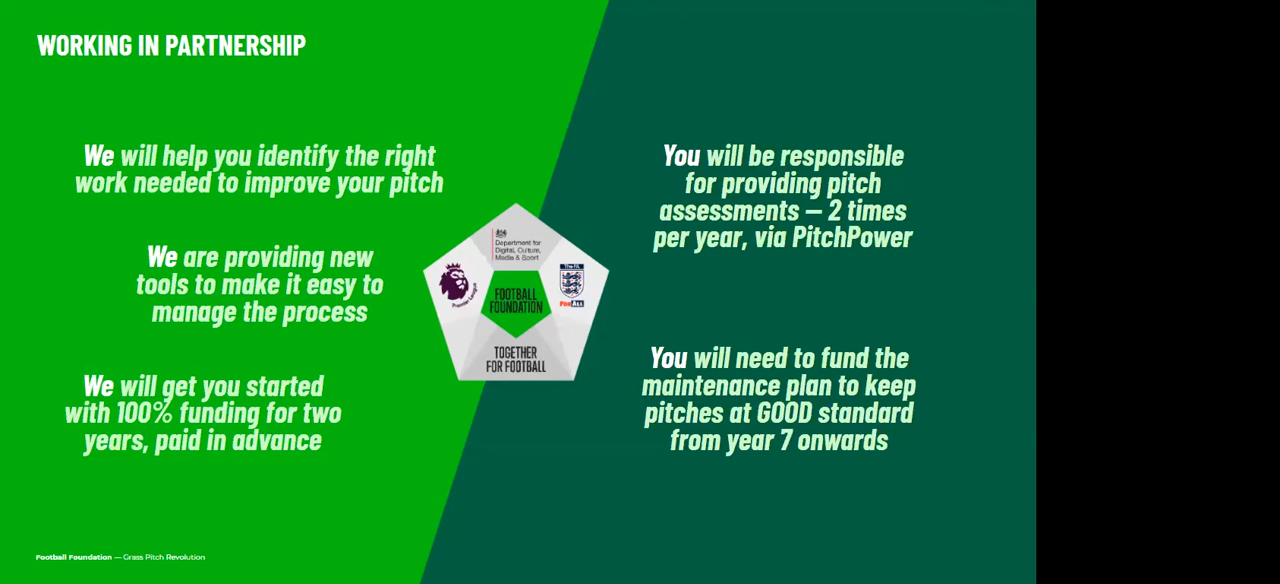 WORKING IN PARTNERSHIP
We will help you identify the right
work needed to improve your pitch
We are providing new
tools to make it easy to
manage the process
We will get you started
with 100% funding for two
years, paid in advance
Department for
Digital, Culture,
Media & Sport
Premier League
The FA
FOR ALL
FOOTBALL
FOUNDATION
TOGETHER
FOR FOOTBALL
You will be responsible
for providing pitch
assessments — 2 times
per year, via PitchPower
You will need to fund the
maintenance plan to keep
pitches at GOOD standard
from year 7 onwards
Football Foundation — Grass Pitch Revolution